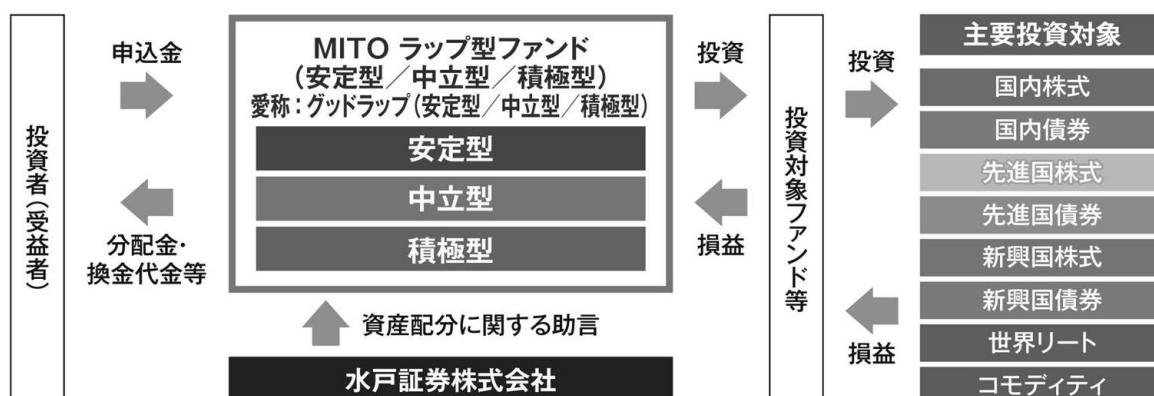 投資者(受益者)
申込金
分配金・
換金代金等
MITO ラップ型ファンド
(安定型/中立型/積極型)
愛称:グッドラップ(安定型/中立型/積極型)
安定型
中立型
積極型
資産配分に関する助言
水戸証券株式会社
投資
損益
投資対象ファンド等
投資
損益
主要投資対象
国内株式
国内債券
先進国株式
先進国債券
新興国株式
新興国債券
世界リート
コモディティ